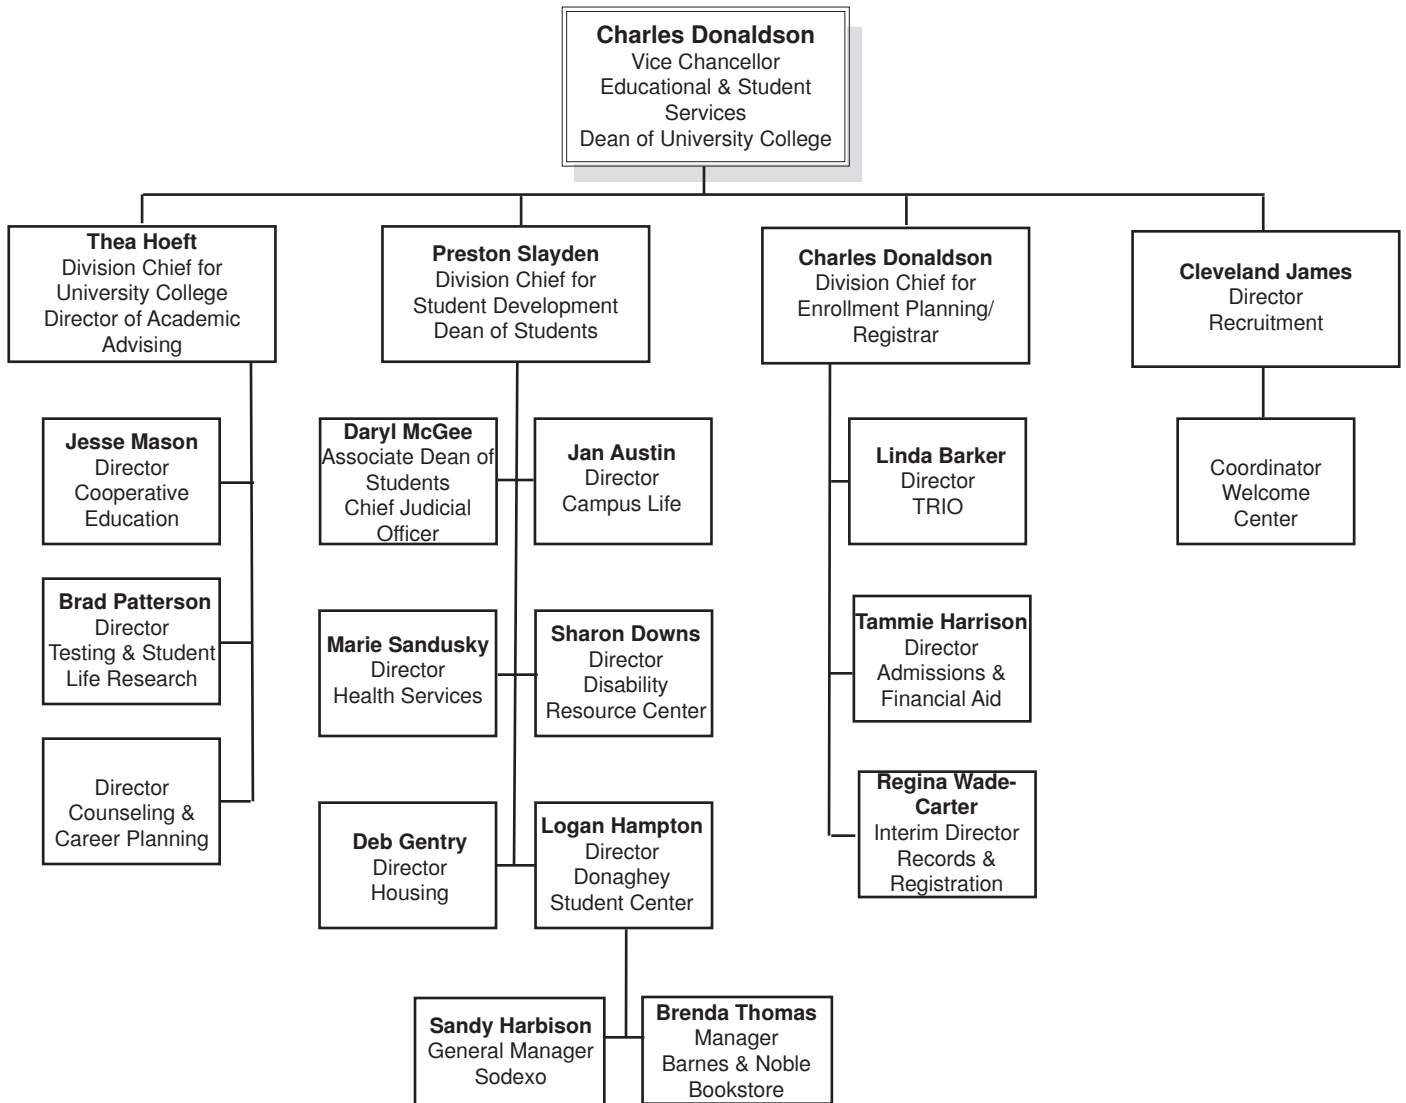 Charles Donaldson
Vice Chancellor
Educational & Student
Services
Dean of University College
Thea Hoeft
Division Chief for
University College
Director of Academic
Advising
Preston Slayden
Division Chief for
Student Development
Dean of Students
Charles Donaldson
Division Chief for
Enrollment Planning/
Registrar
Cleveland James
Director
Recruitment
Jesse Mason
Director
Cooperative
Education
Daryl McGee
Associate Dean of
Students
Chief Judicial
Officer
Jan Austin
Director
Campus Life
Linda Barker
Director
TRIO
Coordinator
Welcome
Center
Brad Patterson
Director
Testing & Student
Life Research
Marie Sandusky
Director
Health Services
Sharon Downs
Director
Disability
Resource Center
Tammie Harrison
Director
Admissions &
Financial Aid
Director
Counseling &
Career Planning
Deb Gentry
Director
Housing
Logan Hampton
Director
Donaghey
Student Center
Regina Wade-
Carter
Interim Director
Records &
Registration
Sandy Harbison
General Manager
Sodexo
Brenda Thomas
Manager
Barnes & Noble
Bookstore